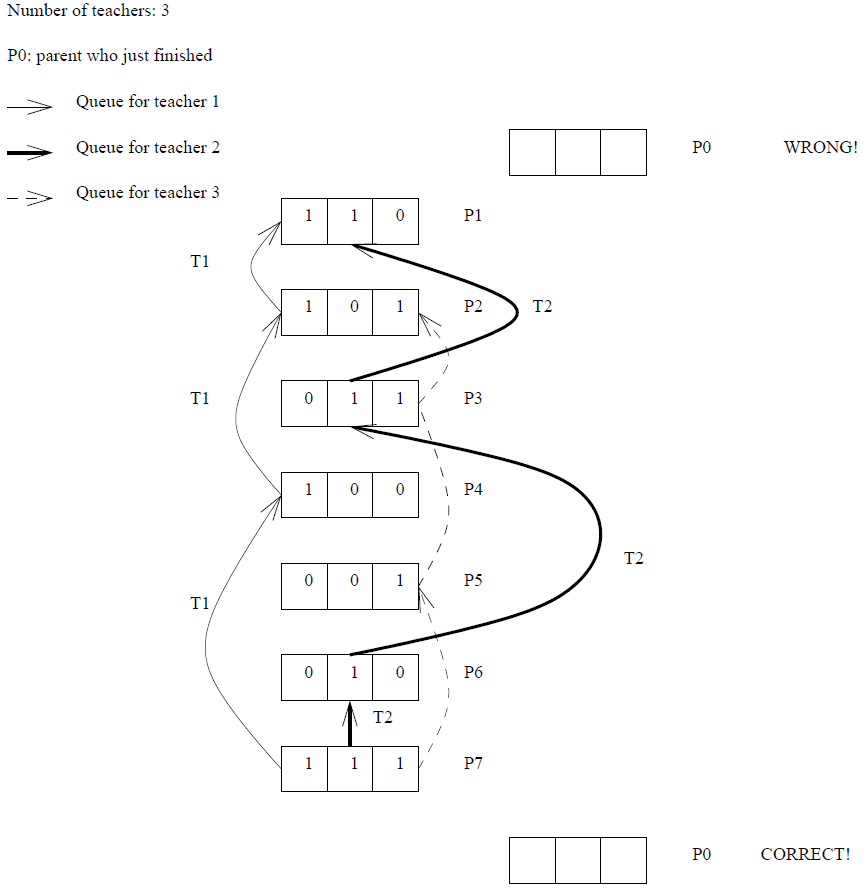 Number of teachers: 3
P0: parent who just finished
Queue for teacher 1
Queue for teacher 2
P0 WRONG!
Queue for teacher 3
1 1 0 P1
T1
1 0 1 P2 T2
T1
0 1 1 P3
1 0 0 P4
T2
0 0 1 P5
T1
0 1 0 P6
T2
1 1 1 P7
P0 CORRECT!